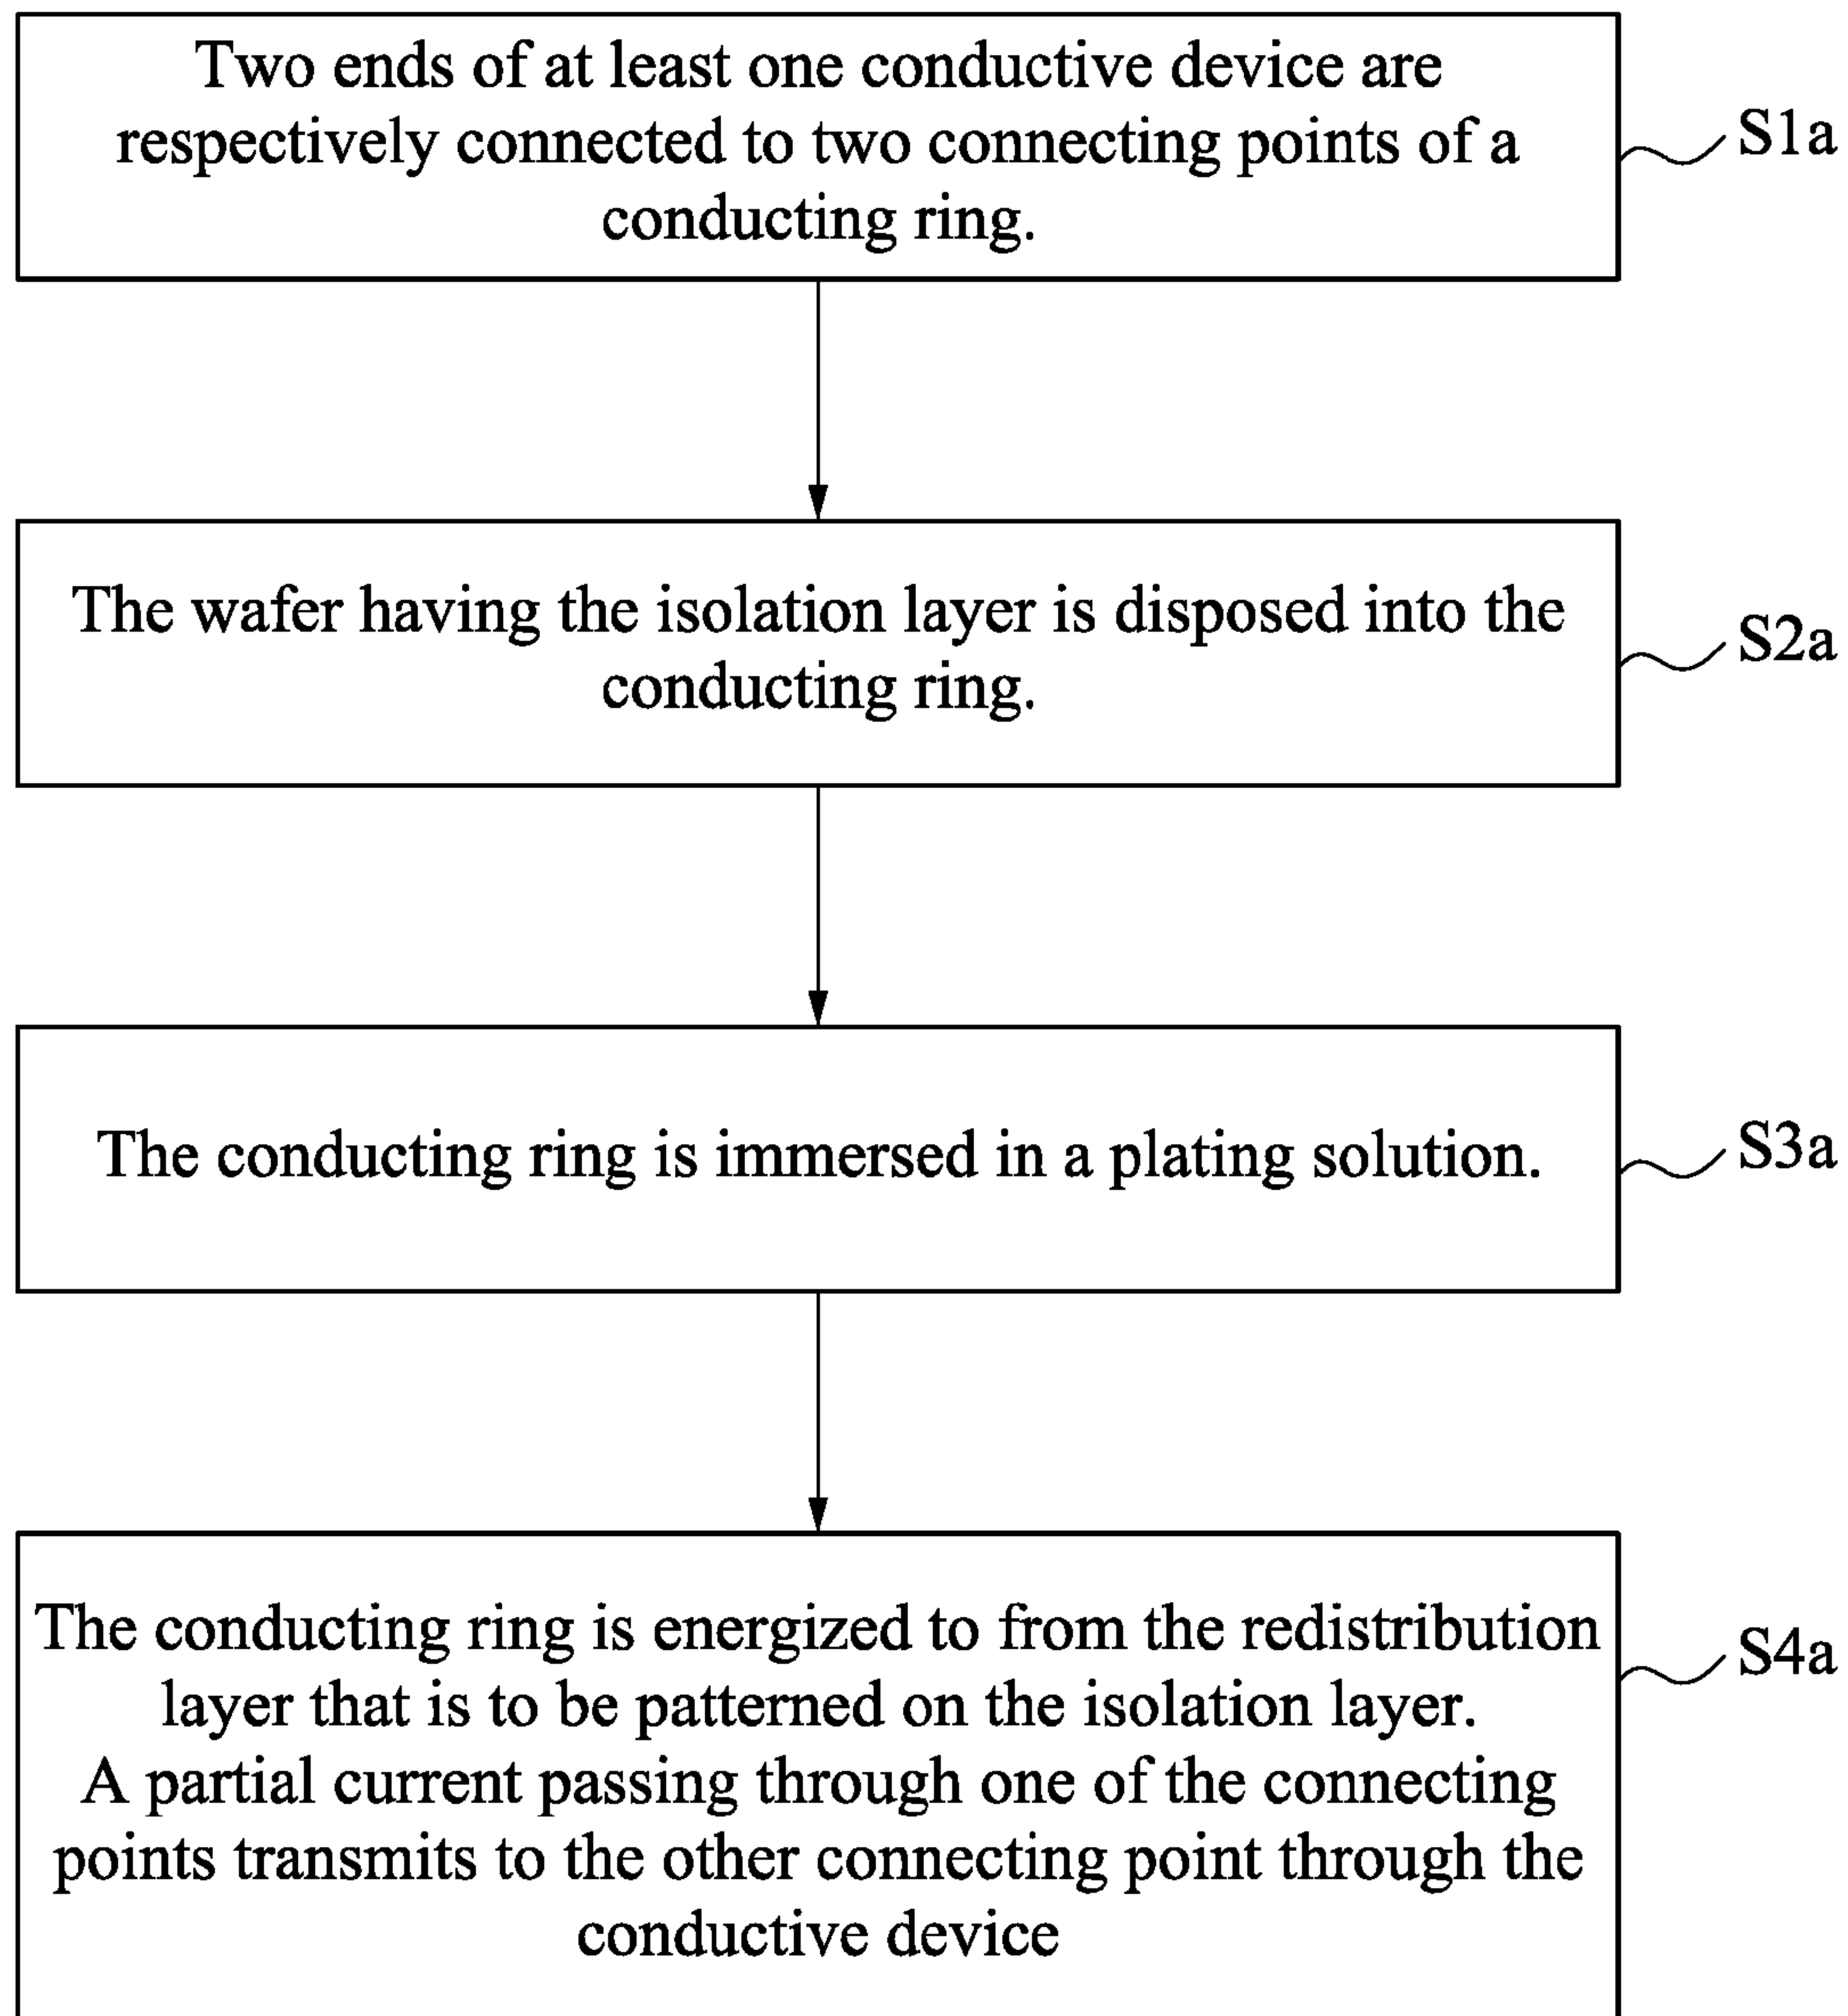 Two ends of at least one conductive device are
respectively connected to two connecting points of a
conducting ring.
S1a
The wafer having the isolation layer is disposed into the
conducting ring.
S2a
The conducting ring is immersed in a plating solution.
S3a
The conducting ring is energized to from the redistribution
layer that is to be patterned on the isolation layer.
A partial current passing through one of the connecting
points transmits to the other connecting point through the
conductive device
S4a